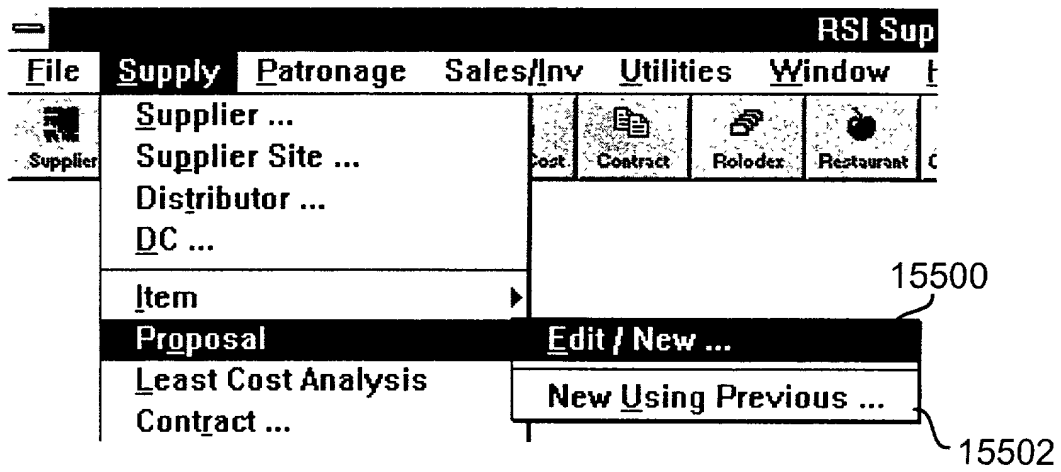 RSI Sup
File Supply Patronage Sales/Inv Utilities Window
Supplier Cost Contract Rolodex Restaurant
Supplier ...
Supplier Site ...
Distributor ...
DC ...
Item
Proposal
Least Cost Analysis
Contract ...
15500
Edit / New ...
New Using Previous ...
15502